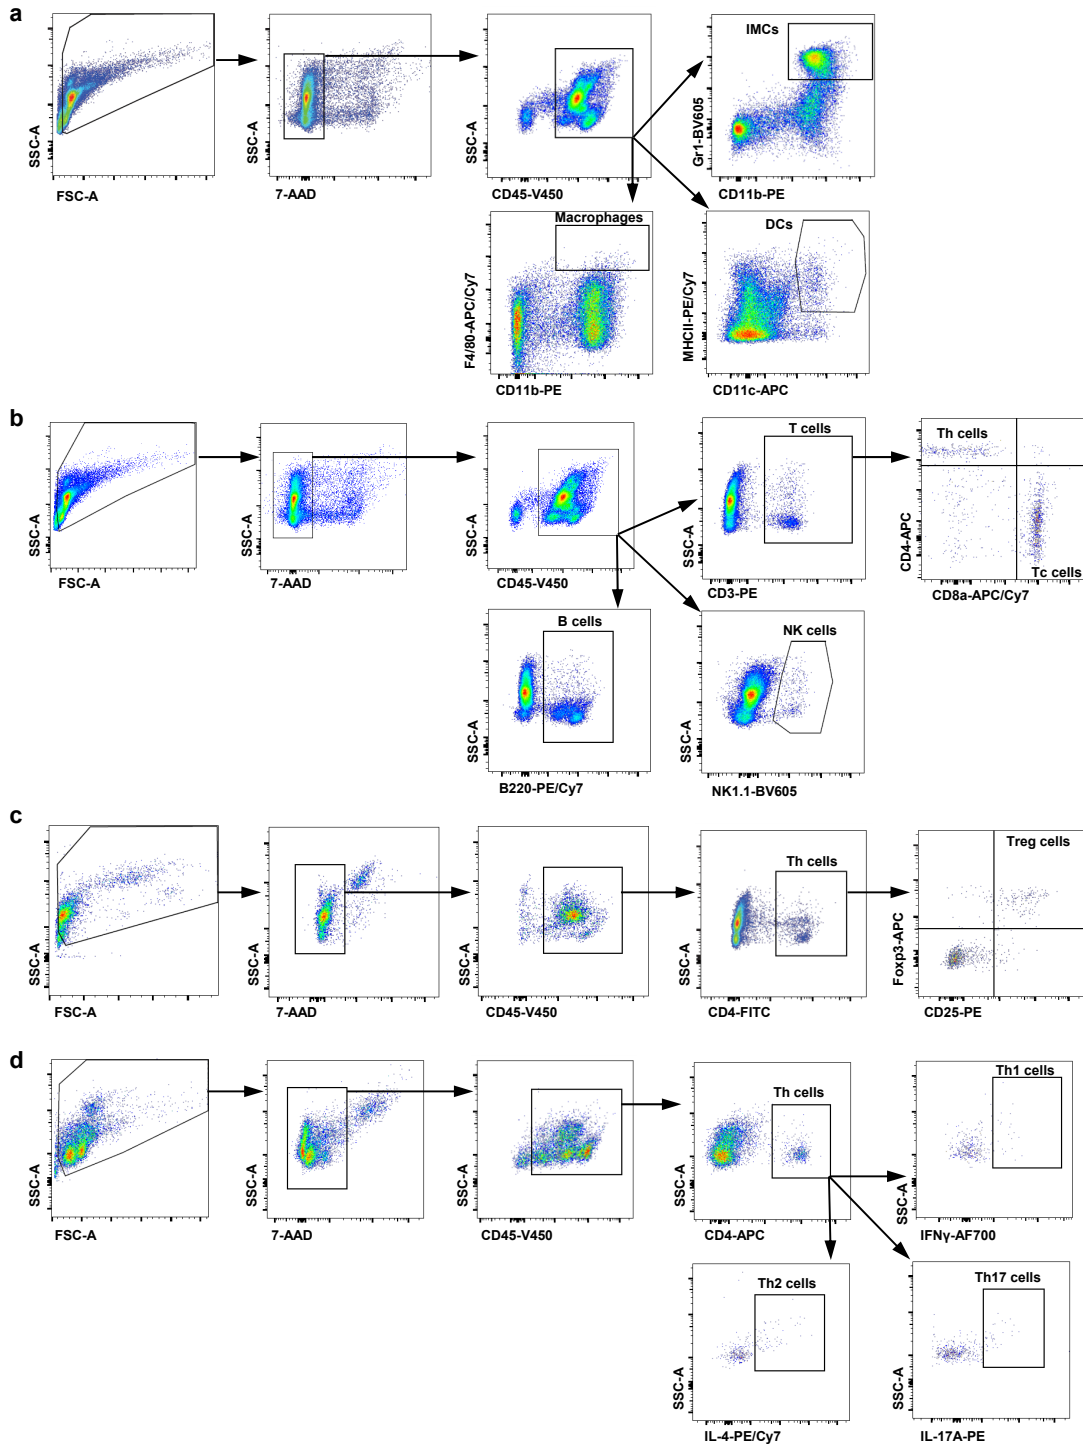 a
SSC-A
FSC-A
SSC-A
7-AAD
SSC-A
CD45-V450
IMCs
Gr1-BV605
CD11b-PE
Macrophages
F4/80-APC/Cy7
CD11b-PE
DCs
MHCII-PE/Cy7
CD11c-APC
b
SSC-A
FSC-A
SSC-A
7-AAD
SSC-A
CD45-V450
T cells
SSC-A
CD3-PE
Th cells
CD4-APC
Tc cells
CD8a-APC/Cy7
B cells
SSC-A
B220-PE/Cy7
NK cells
SSC-A
NK1.1-BV605
c
SSC-A
FSC-A
SSC-A
7-AAD
SSC-A
CD45-V450
Th cells
SSC-A
CD4-FITC
Treg cells
Foxp3-APC
CD25-PE
d
SSC-A
FSC-A
SSC-A
7-AAD
SSC-A
CD45-V450
Th cells
SSC-A
CD4-APC
Th1 cells
SSC-A
IFNγ-AF700
Th2 cells
SSC-A
IL-4-PE/Cy7
Th17 cells
SSC-A
IL-17A-PE